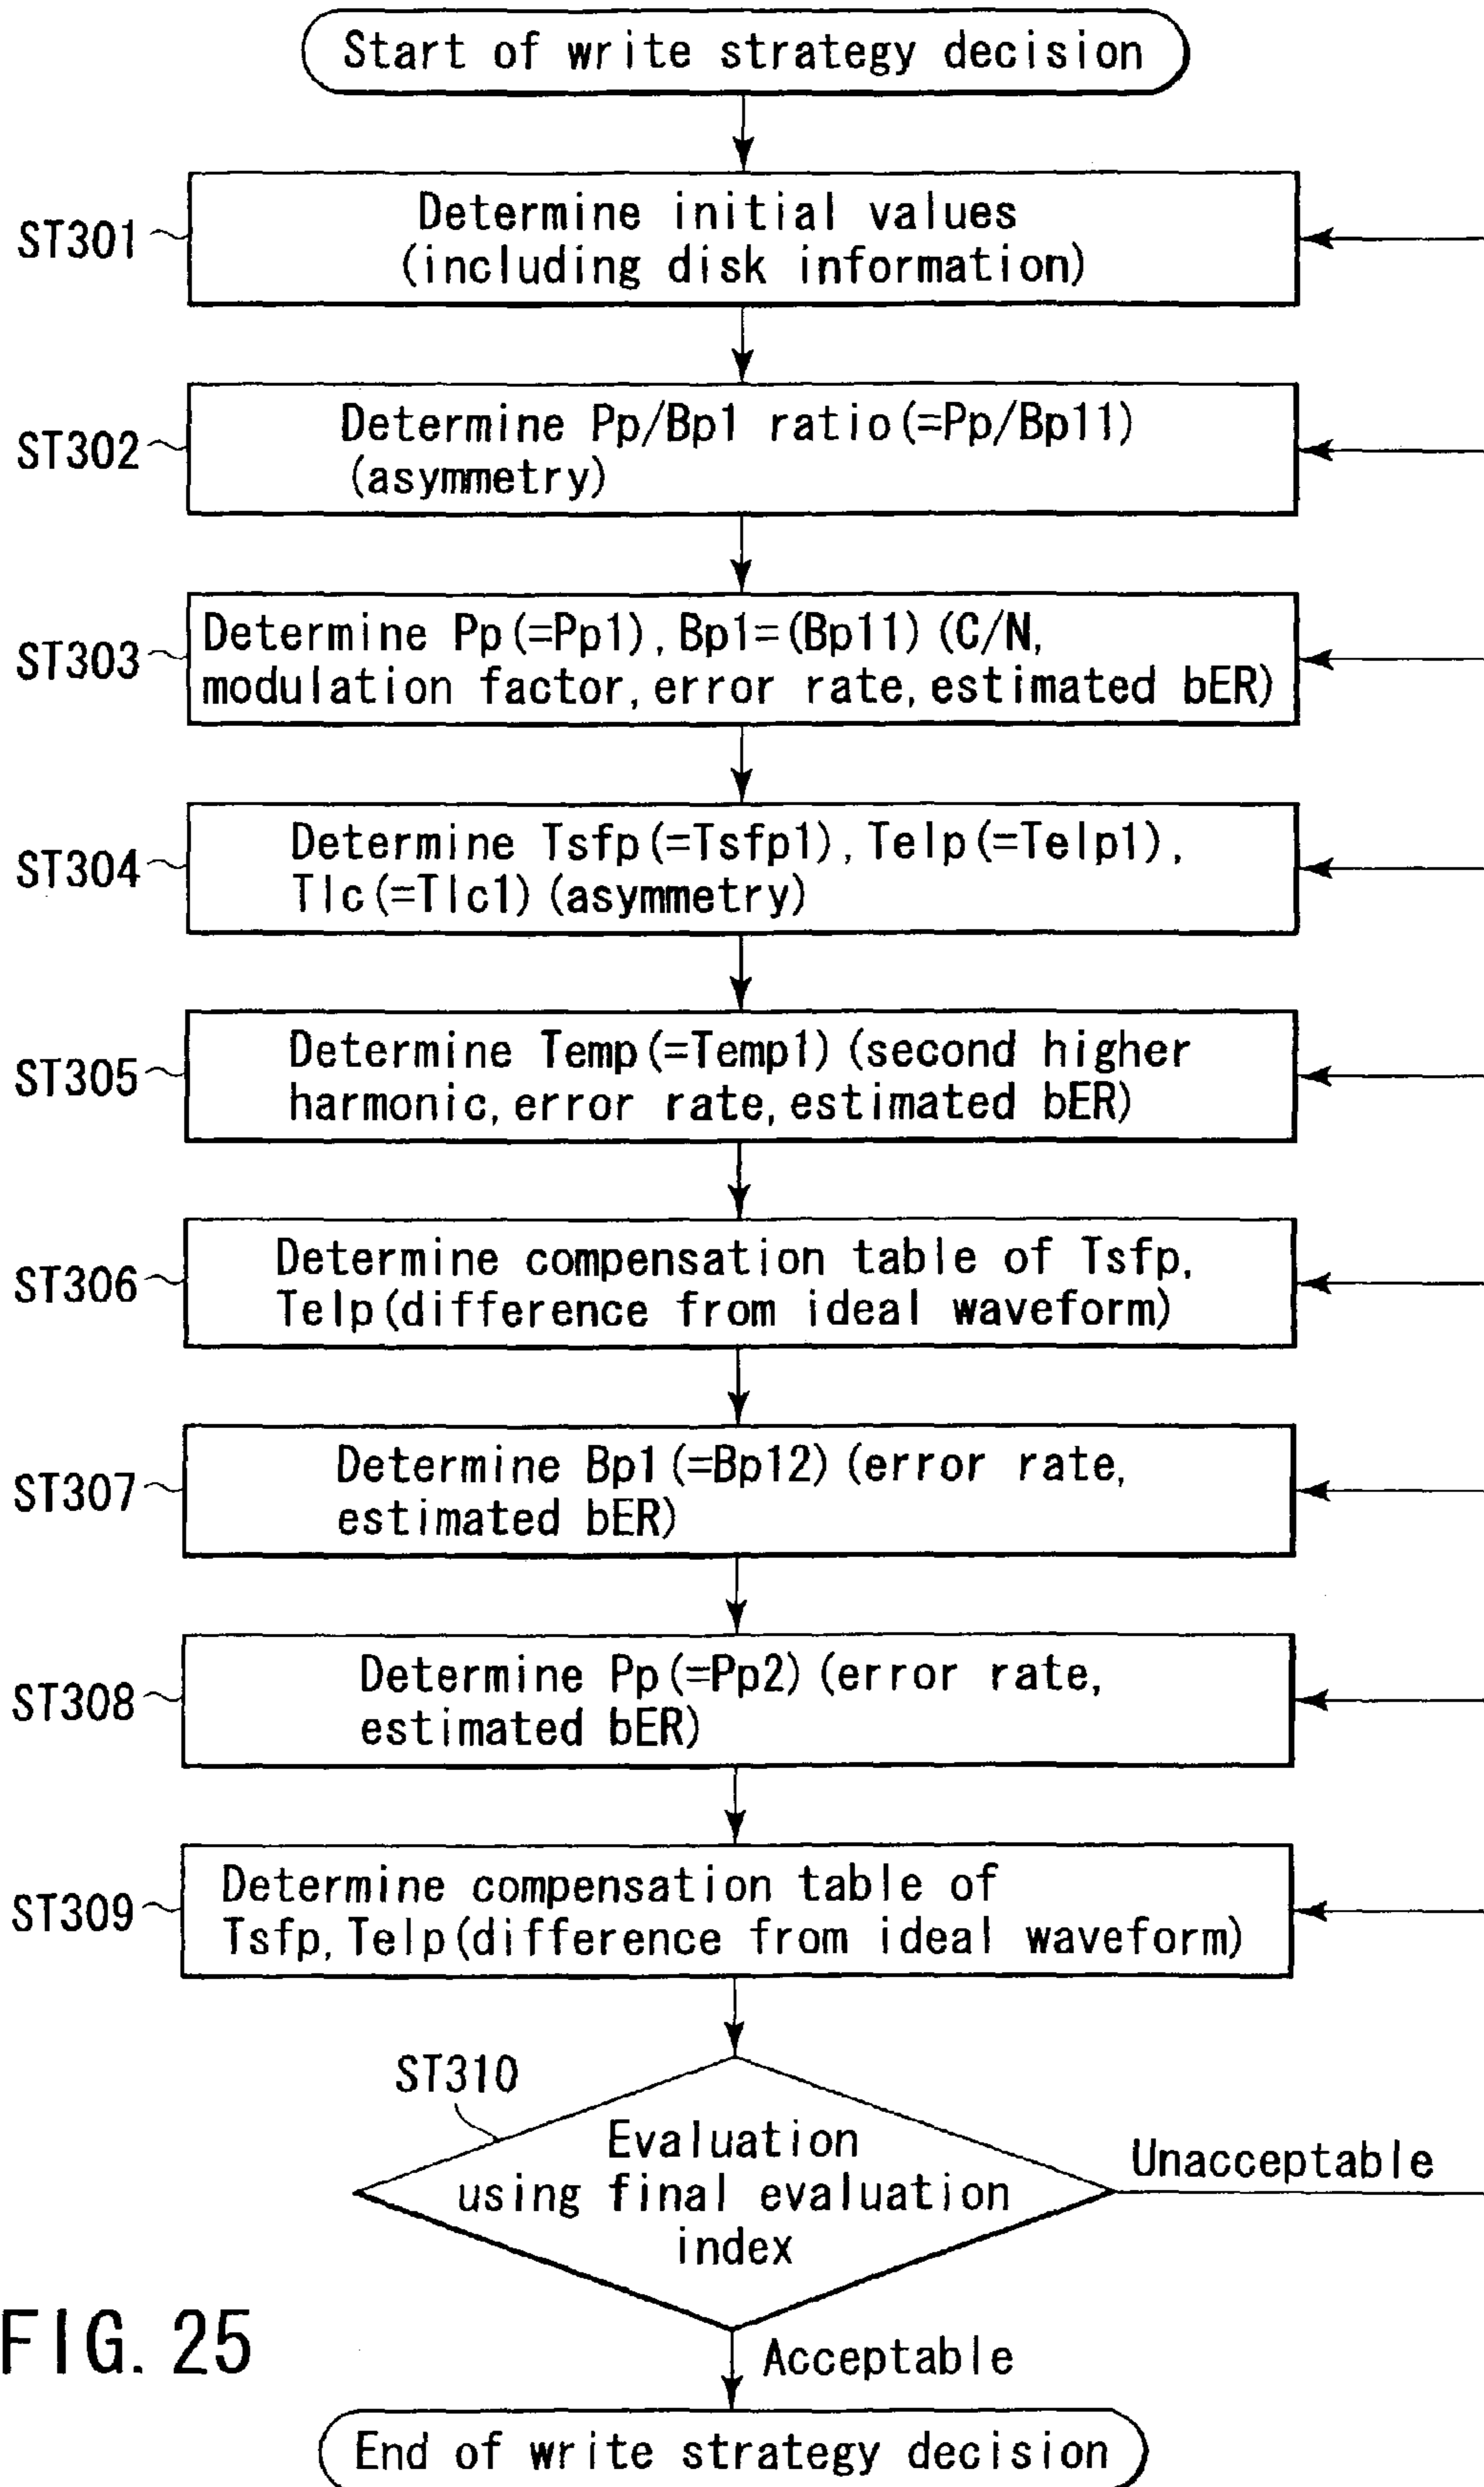 Start of write strategy decision
ST301
Determine initial values
(including disk information)
ST302
Determine Pp/Bp1 ratio(=Pp/Bp11)
(asymmetry)
ST303
Determine Pp(=Pp1), Bp1=(Bp11) (C/N,
modulation factor, error rate, estimated bER)
ST304
Determine Tsfp(=Tsfp1), Telp(=Telp1),
Tlc(=Tlc1) (asymmetry)
ST305
Determine Temp(=Temp1) (second higher
harmonic, error rate, estimated bER)
ST306
Determine compensation table of Tsfp,
Telp(difference from ideal waveform)
ST307
Determine Bp1(=Bp12) (error rate,
estimated bER)
ST308
Determine Pp(=Pp2) (error rate,
estimated bER)
ST309
Determine compensation table of
Tsfp, Telp(difference from ideal waveform)
ST310
Evaluation
using final evaluation
index
Unacceptable
Acceptable
FIG. 25
End of write strategy decision